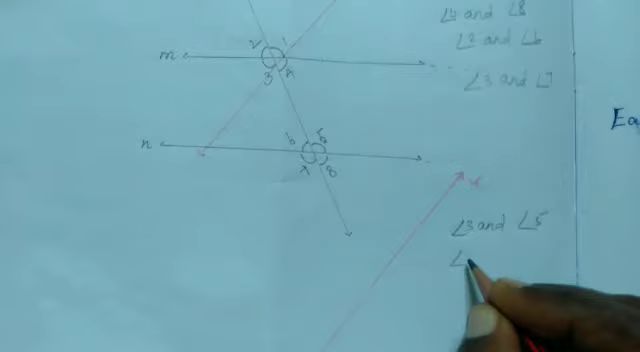 ∠4 and ∠8
∠2 and ∠6
∠3 and ∠7
2 1
m
3 4
Ea
n
6 5
7 8
∠3 and ∠5
∠